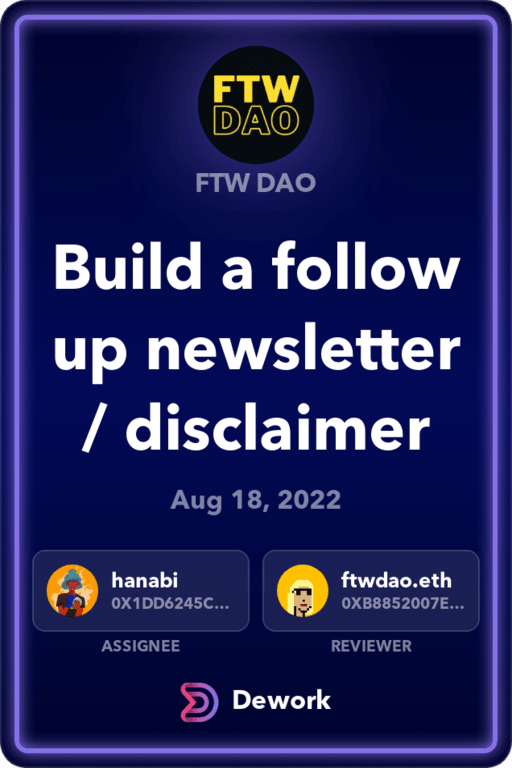 FTW
DAO
FTW DAO
Build a follow
up newsletter
/ disclaimer
Aug 18, 2022
hanabi
0X1DD6245C...
ASSIGNEE
ftwdao.eth
0XB8852007E...
REVIEWER
Dework